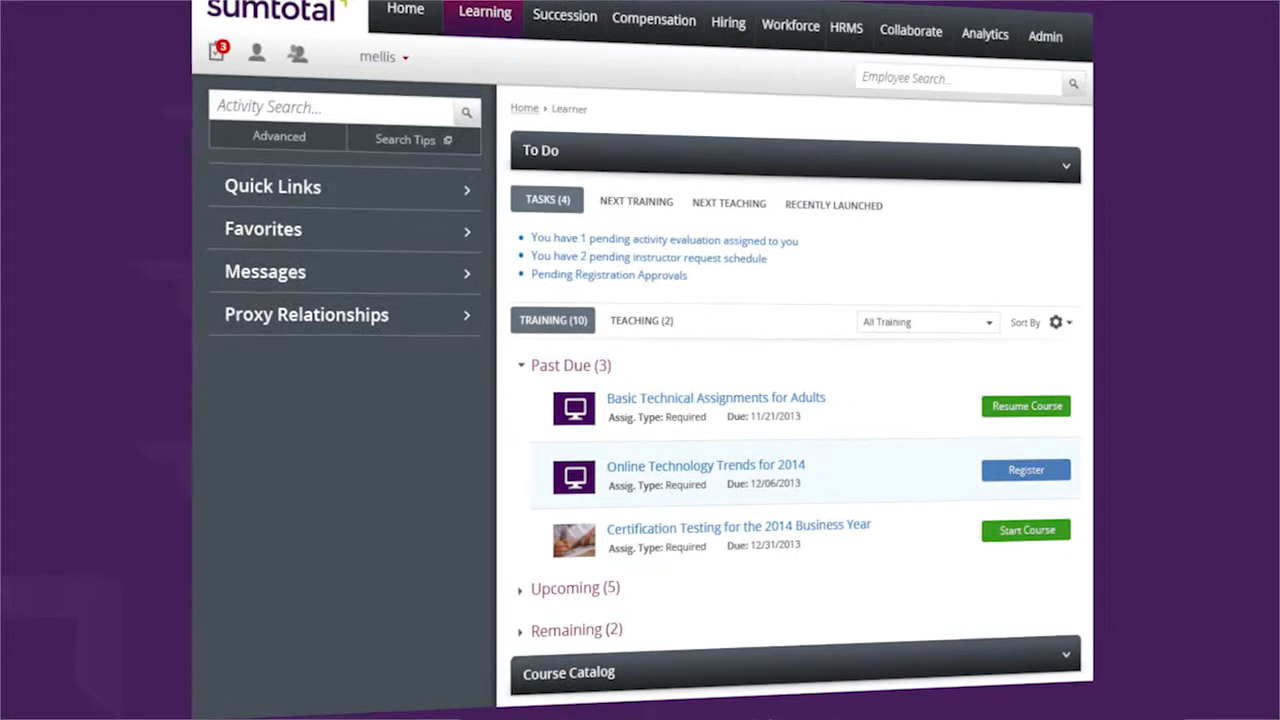 sumtotal
Home Learning Succession Compensation Hiring Workforce HRMS Collaborate Analytics Admin
3
mellis
Employee Search...
Activity Search...
Advanced Search Tips
Quick Links
Favorites
Messages
Proxy Relationships
Home Learner
To Do
TASKS (4) NEXT TRAINING NEXT TEACHING RECENTLY LAUNCHED
You have 1 pending activity evaluation assigned to you
You have 2 pending instructor request schedule
Pending Registration Approvals
TRAINING (10) TEACHING (2) All Training Sort By
Past Due (3)
Basic Technical Assignments for Adults
Assig. Type: Required Due: 11/21/2013
Resume Course
Online Technology Trends for 2014
Assig. Type: Required Due: 12/06/2013
Register
Certification Testing for the 2014 Business Year
Assig. Type: Required Due: 12/31/2013
Start Course
Upcoming (5)
Remaining (2)
Course Catalog